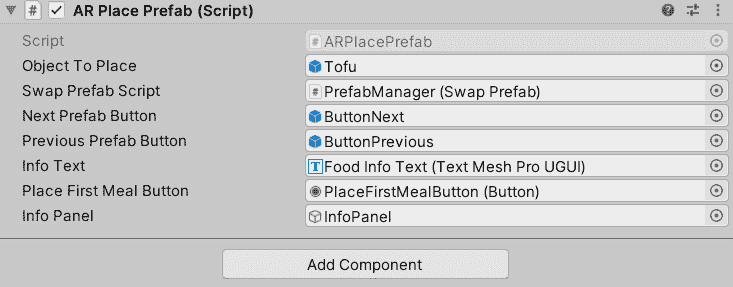 # AR Place Prefab (Script)
Script # ARPlacePrefab
Object To Place Tofu
Swap Prefab Script # PrefabManager (Swap Prefab)
Next Prefab Button ButtonNext
Previous Prefab Button ButtonPrevious
Info Text T Food Info Text (Text Mesh Pro UGUI)
Place First Meal Button PlaceFirstMealButton (Button)
Info Panel InfoPanel
Add Component